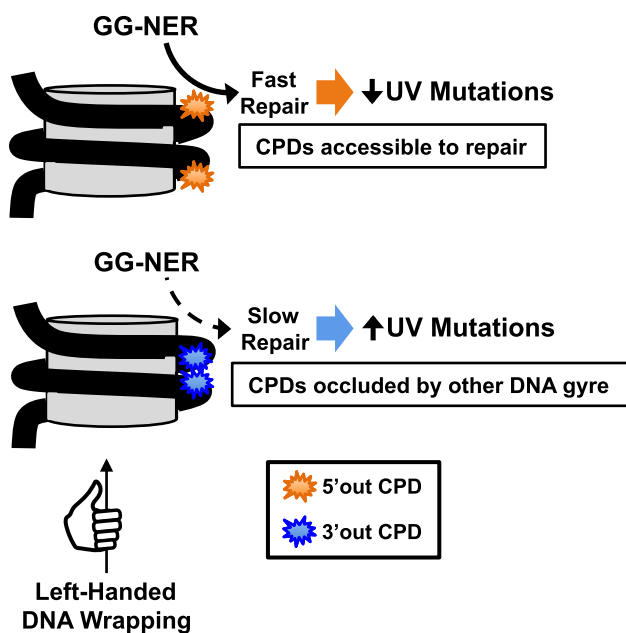 GG-NER
Fast
Repair
UV Mutations
CPDs accessible to repair
GG-NER
Slow
Repair
UV Mutations
CPDs occluded by other DNA gyre
5'out CPD
3'out CPD
Left-Handed
DNA Wrapping